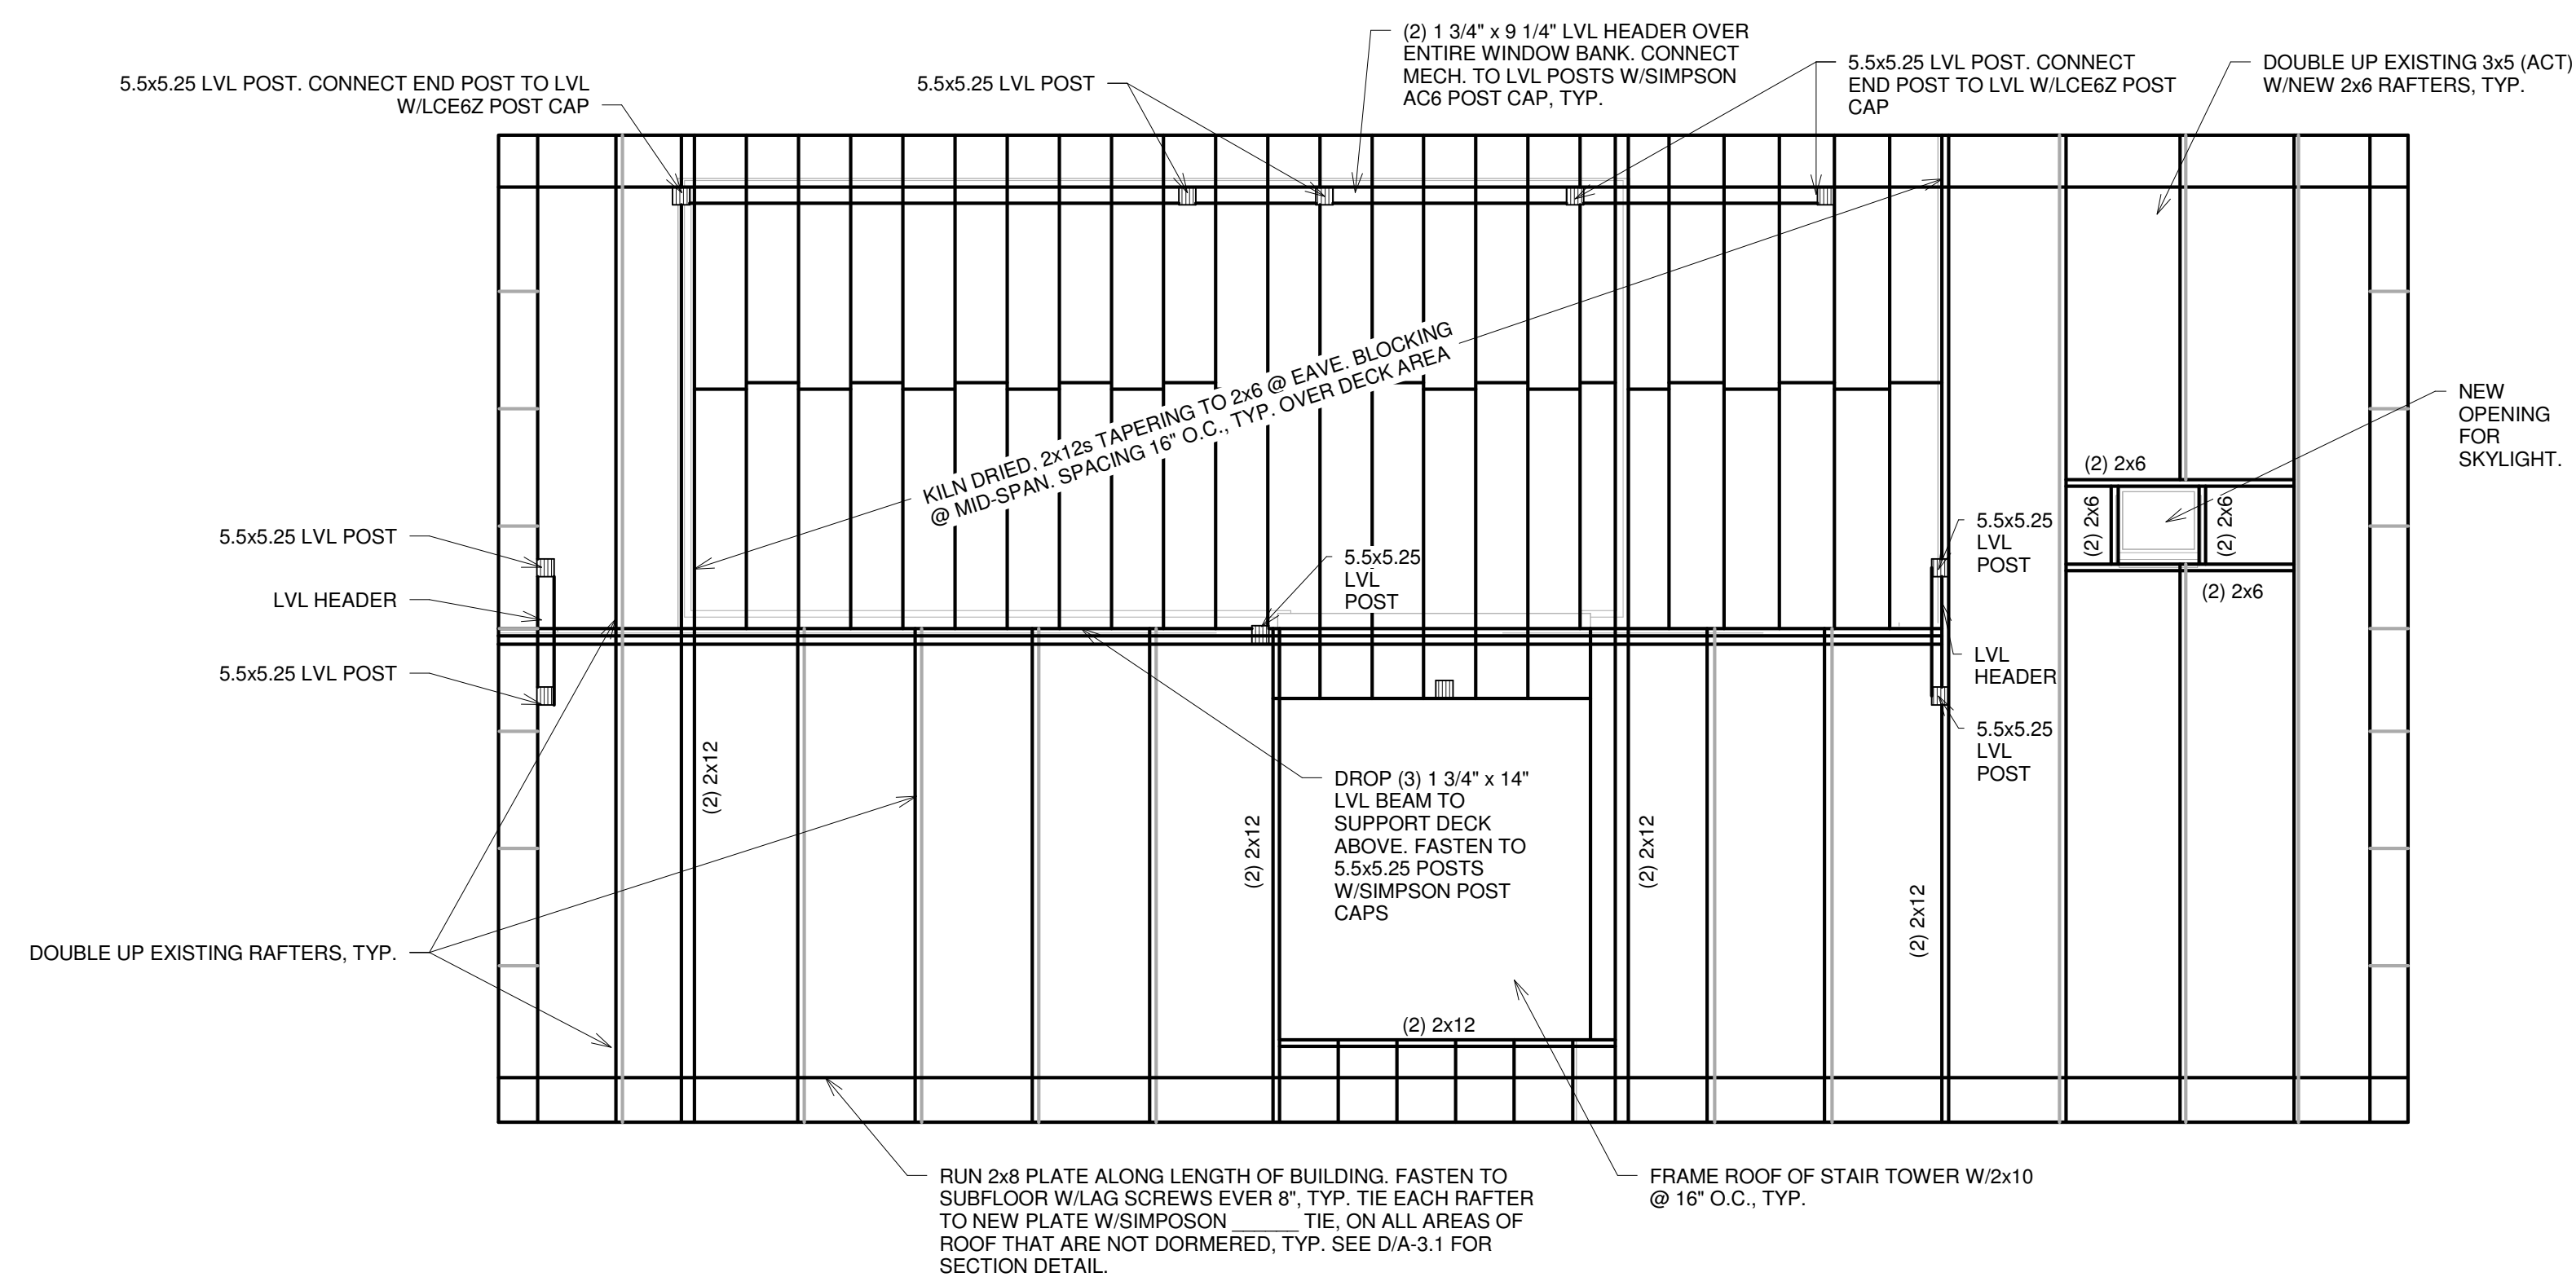 5.5x5.25 LVL POST. CONNECT END POST TO LVL
W/LCE6Z POST CAP
5.5x5.25 LVL POST
(2) 1 3/4" x 9 1/4" LVL HEADER OVER
ENTIRE WINDOW BANK. CONNECT
MECH. TO LVL POSTS W/SIMPSON
AC6 POST CAP, TYP.
5.5x5.25 LVL POST. CONNECT
END POST TO LVL W/LCE6Z POST
CAP
DOUBLE UP EXISTING 3x5 (ACT)
W/NEW 2x6 RAFTERS, TYP.
KILN DRIED, 2x12s TAPERING TO 2x6 @ EAVE. BLOCKING
@ MID-SPAN. SPACING 16" O.C., TYP. OVER DECK AREA
NEW
OPENING
FOR
SKYLIGHT.
(2) 2x6
(2) 2x6
(2) 2x6
(2) 2x6
5.5x5.25 LVL POST
LVL HEADER
5.5x5.25 LVL POST
5.5x5.25
LVL
POST
5.5x5.25
LVL
POST
LVL
HEADER
5.5x5.25
LVL
POST
(2) 2x12
(2) 2x12
DROP (3) 1 3/4" x 14"
LVL BEAM TO
SUPPORT DECK
ABOVE. FASTEN TO
5.5x5.25 POSTS
W/SIMPSON POST
CAPS
(2) 2x12
(2) 2x12
(2) 2x12
DOUBLE UP EXISTING RAFTERS, TYP.
RUN 2x8 PLATE ALONG LENGTH OF BUILDING. FASTEN TO
SUBFLOOR W/LAG SCREWS EVER 8", TYP. TIE EACH RAFTER
TO NEW PLATE W/SIMPOSON ______ TIE, ON ALL AREAS OF
ROOF THAT ARE NOT DORMERED, TYP. SEE D/A-3.1 FOR
SECTION DETAIL.
FRAME ROOF OF STAIR TOWER W/2x10
@ 16" O.C., TYP.